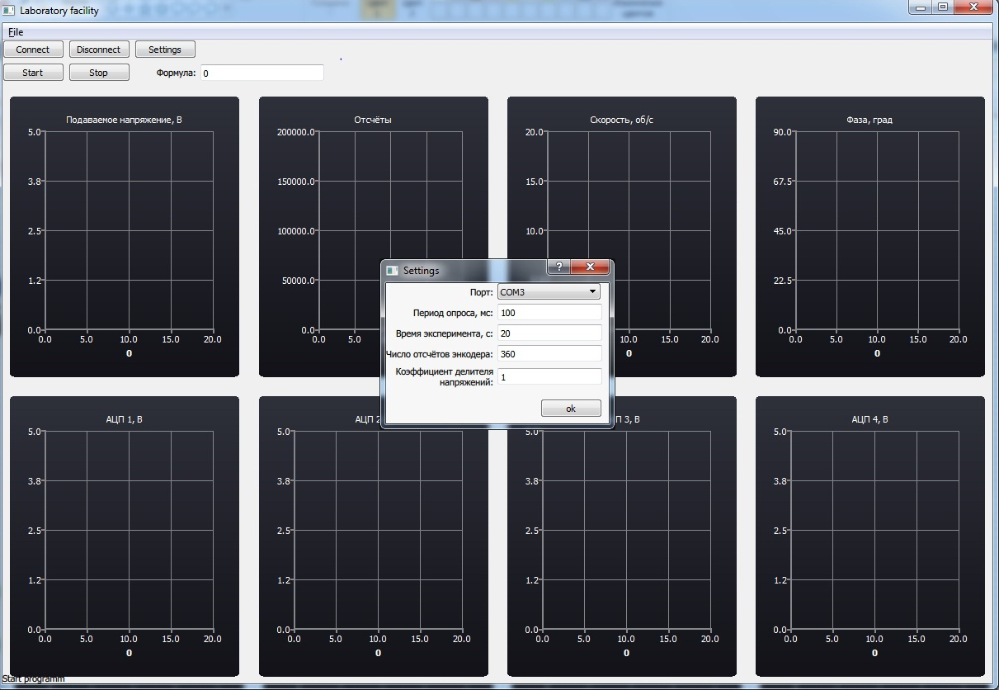 Laboratory facility
File
Connect Disconnect Settings
Start Stop Формула: 0
Подаваемое напряжение, В
5.0
3.8
2.5
1.2
0.0
0.0 5.0 10.0 15.0 20.0
0
Отсчёты
200000.0
150000.0
100000.0
50000.0
0.0
0.0 5.0
Скорость, об/с
20.0
15.0
10.0
10.0 15.0 20.0
0
Фаза, град
90.0
67.5
45.0
22.5
0.0
0.0 5.0 10.0 15.0 20.0
0
Settings
?
Порт: COM3
Период опроса, мс: 100
Время эксперимента, с: 20
Число отсчётов энкодера: 360
Коэффициент делителя
напряжений: 1
ok
АЦП 1, В
5.0
3.8
2.5
1.2
0.0
0.0 5.0 10.0 15.0 20.0
0
АЦП 2
5.0
3.8
2.5
1.2
0.0
0.0 5.0 10.0 15.0 20.0
0
П 3, В
5.0
3.8
2.5
1.2
0.0
0.0 5.0 10.0 15.0 20.0
0
АЦП 4, В
5.0
3.8
2.5
1.2
0.0
0.0 5.0 10.0 15.0 20.0
0
Start programm